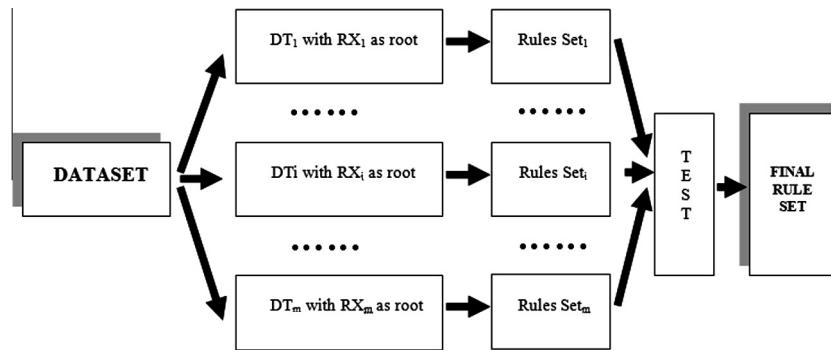 DT₁ with RX₁ as root
Rules Set₁
......
......
DATASET
DTi with RXᵢ as root
Rules Setᵢ
T
E
S
T
FINAL
RULE
SET
......
......
DTₘ with RXₘ as root
Rules Setₘ